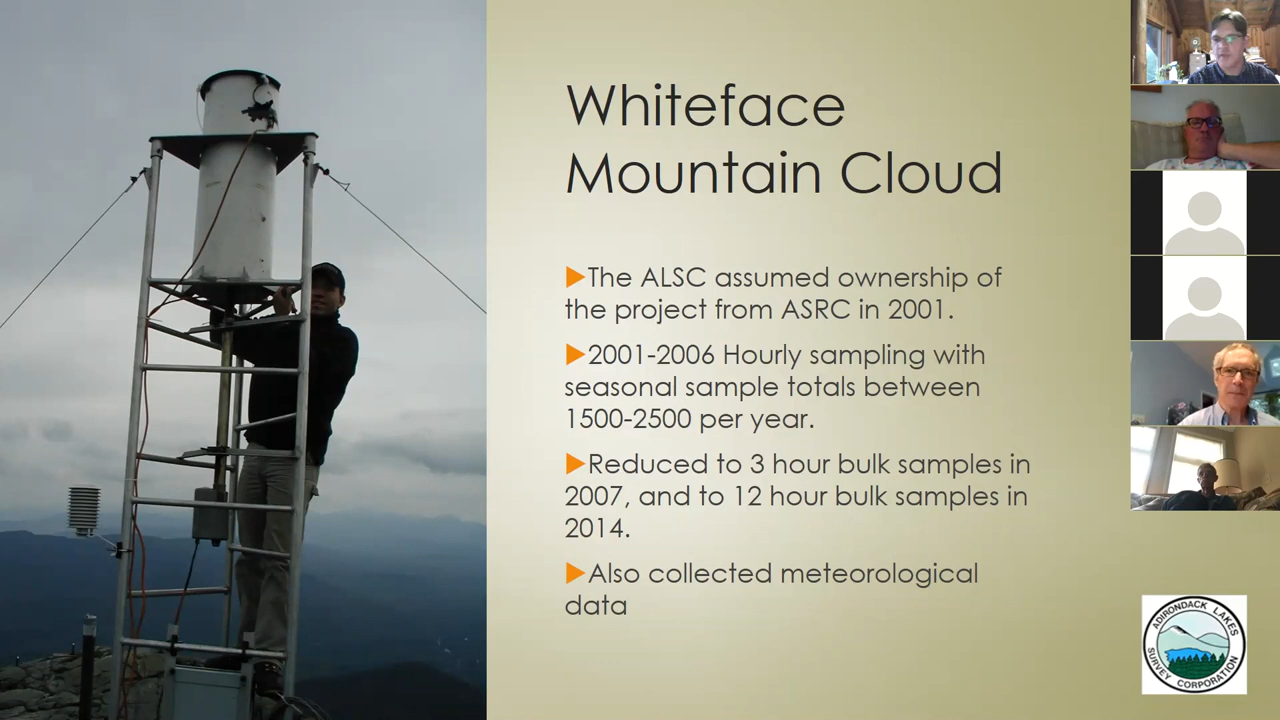 Whiteface
Mountain Cloud
The ALSC assumed ownership of
the project from ASRC in 2001.
2001-2006 Hourly sampling with
seasonal sample totals between
1500-2500 per year.
Reduced to 3 hour bulk samples in
2007, and to 12 hour bulk samples in
2014.
Also collected meteorological
data
ADIRONDACK LAKES
SURVEY CORPORATION